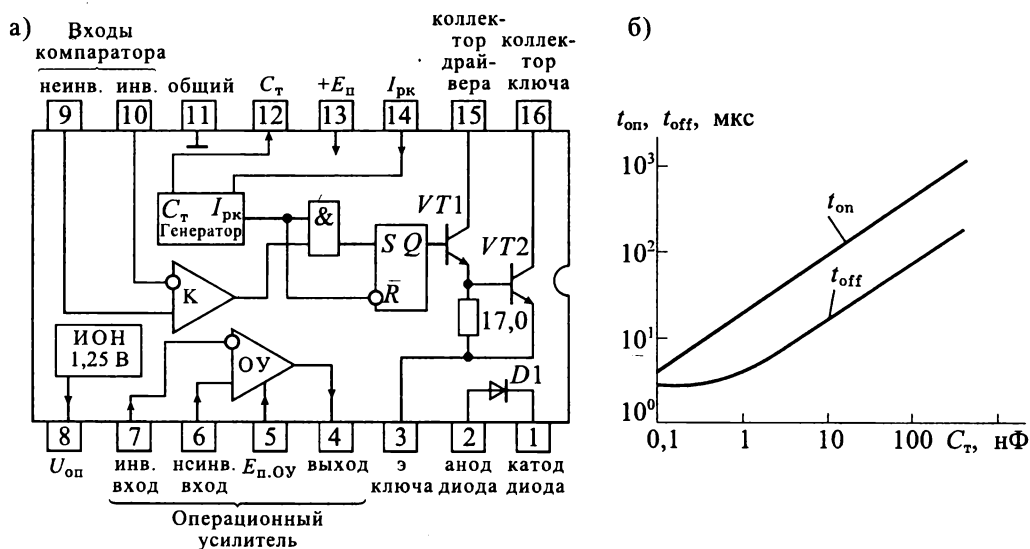 а)
Входы
компаратора
неинв. инв. общий Cт +Eп Iрк
коллек-
тор
драй-
вера
коллек-
тор
ключа
9 10 11 12 13 14 15 16
Cт Iрк
Генератор
&
S Q
R̄
VT1
VT2
К
17,0
ИОН
1,25 В
ОУ
D1
8 7 6 5 4 3 2 1
Uоп
инв.
вход
нсинв.
вход
Eп.ОУ
выход
э
ключа
анод
диода
катод
диода
Операционный
усилитель
б)
tоп, toff, мкс
10³
10²
10¹
10⁰
ton
toff
0,1 1 10 100 Cт, нФ